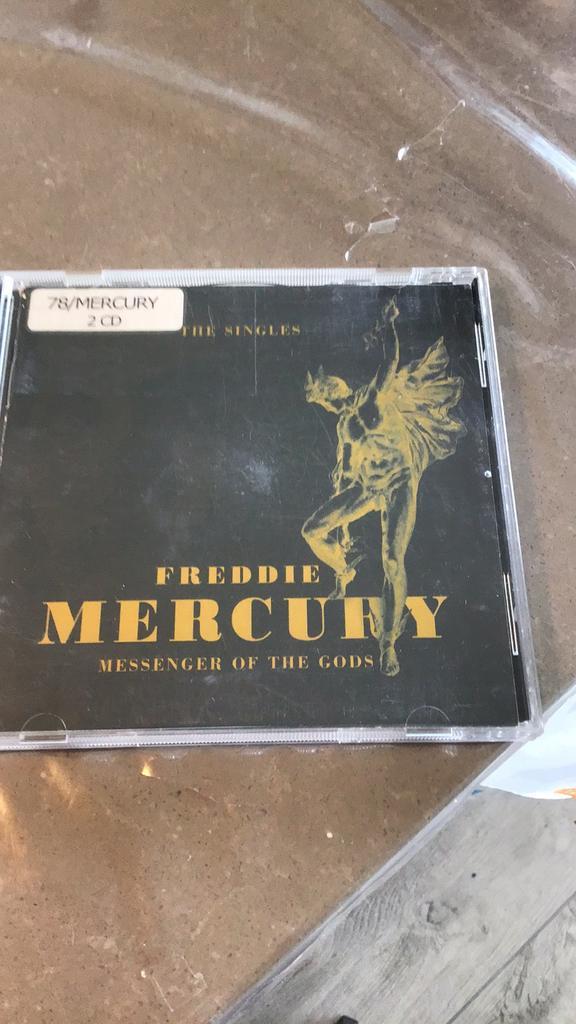 78/MERCURY
2 CD
THE SINGLES
FREDDIE
MERCURY
MESSENGER OF THE GODS